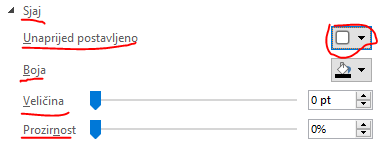 Sjaj
Unaprijed postavljeno
Boja
Veličina 0 pt
Prozirnost 0%